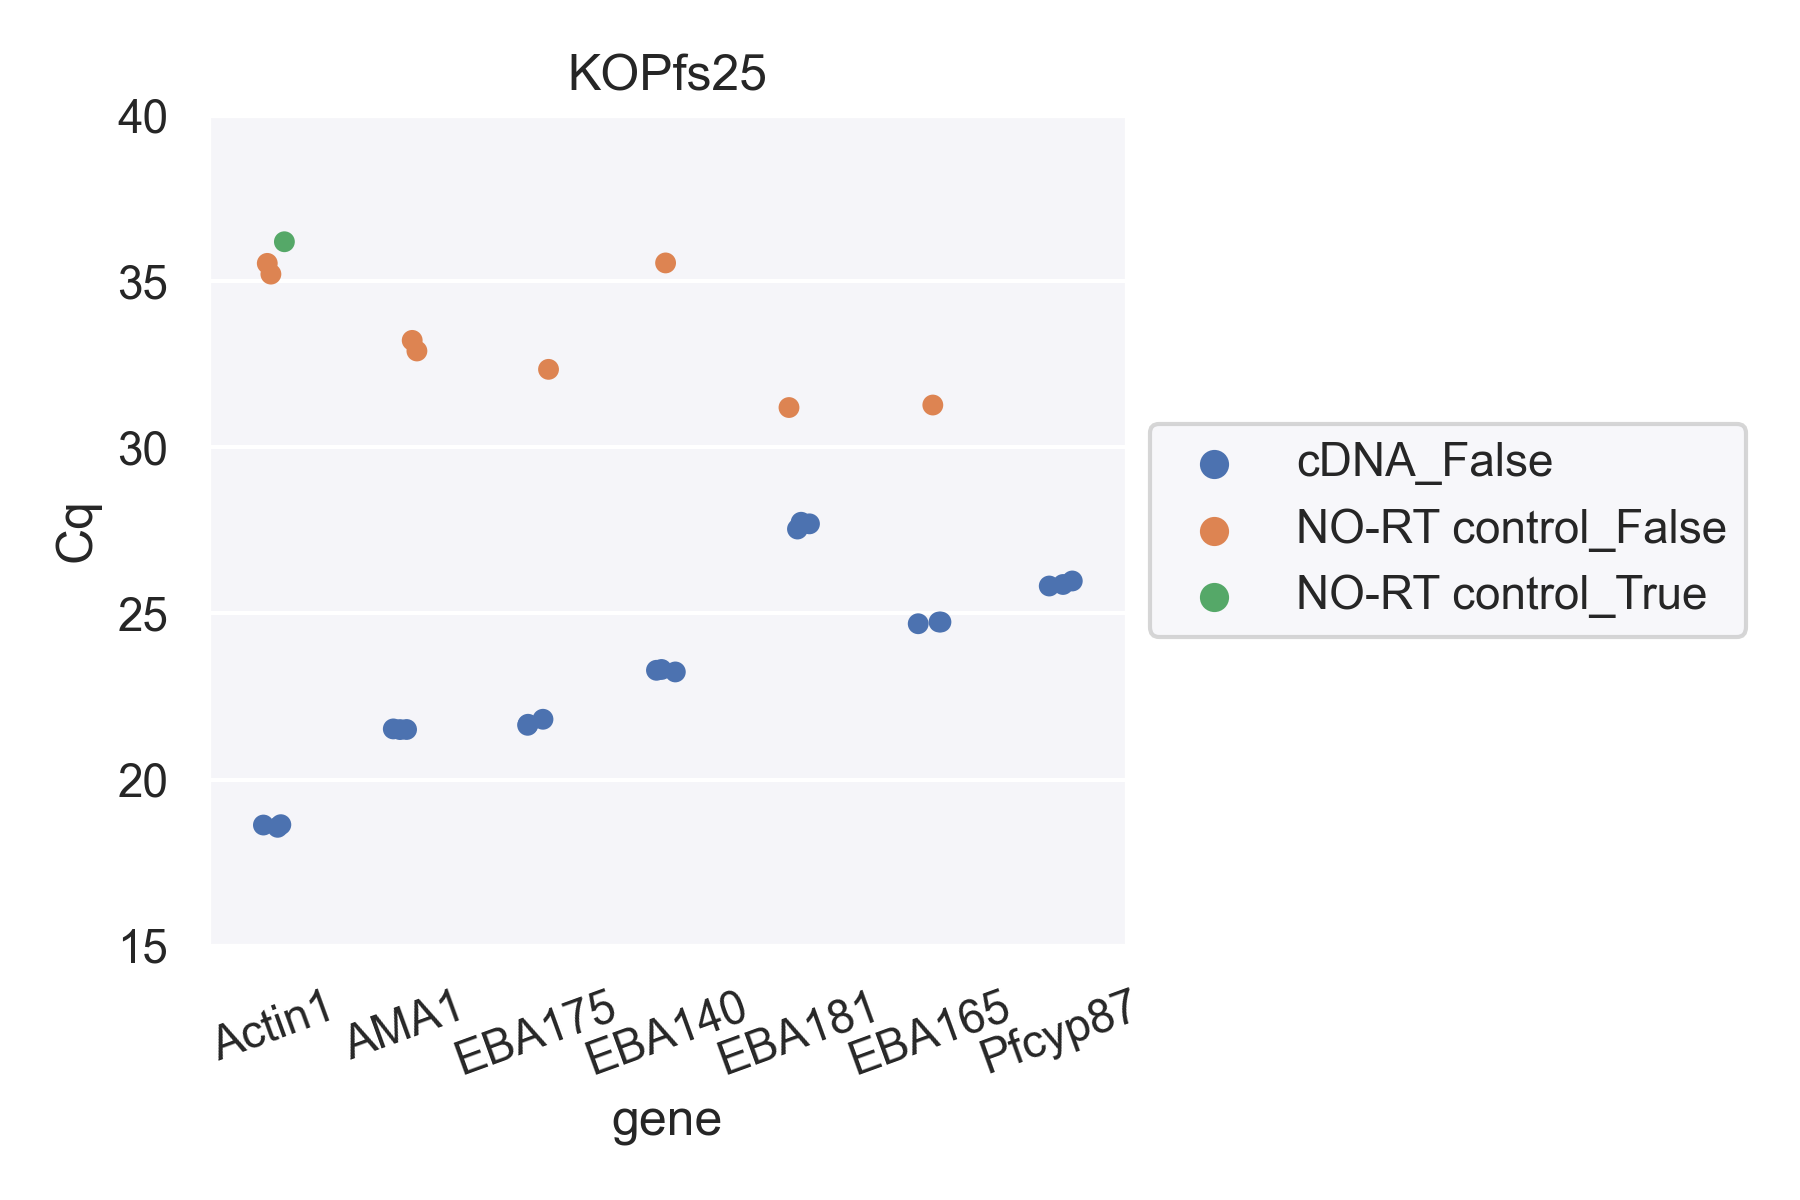 KOPfs25
40
35
30
25
20
15
Cq
Actin1
AMA1
EBA175
EBA140
EBA181
EBA165
Pfcyp87
gene
cDNA_False
NO-RT control_False
NO-RT control_True